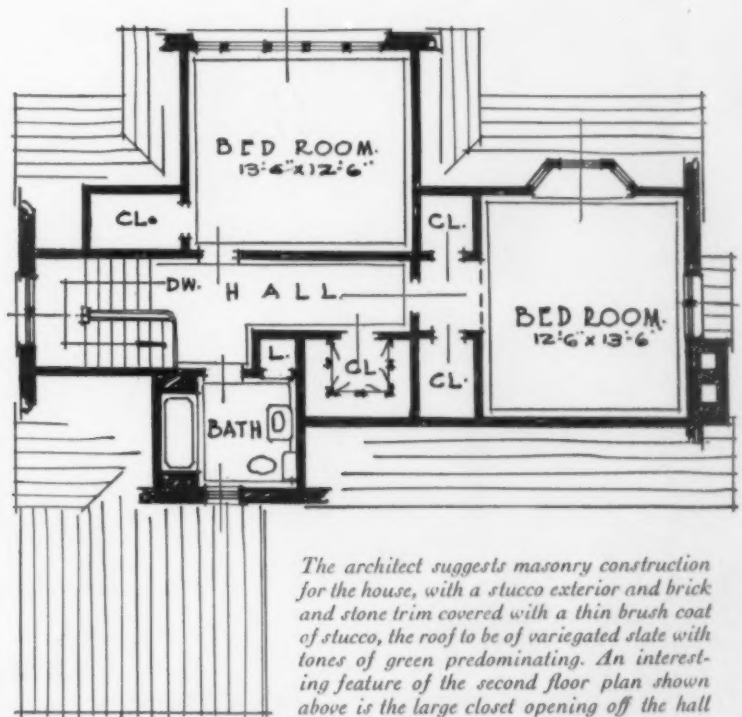 BED ROOM.
13'-6" x 12'-6"
CL.
CL.
DW.
HALL
BED ROOM.
12'-6" x 13'-6"
L.
CL.
CL.
BATH
The architect suggests masonry construction
for the house, with a stucco exterior and brick
and stone trim covered with a thin brush coat
of stucco, the roof to be of variegated slate with
tones of green predominating. An interest-
ing feature of the second floor plan shown
above is the large closet opening off the hall